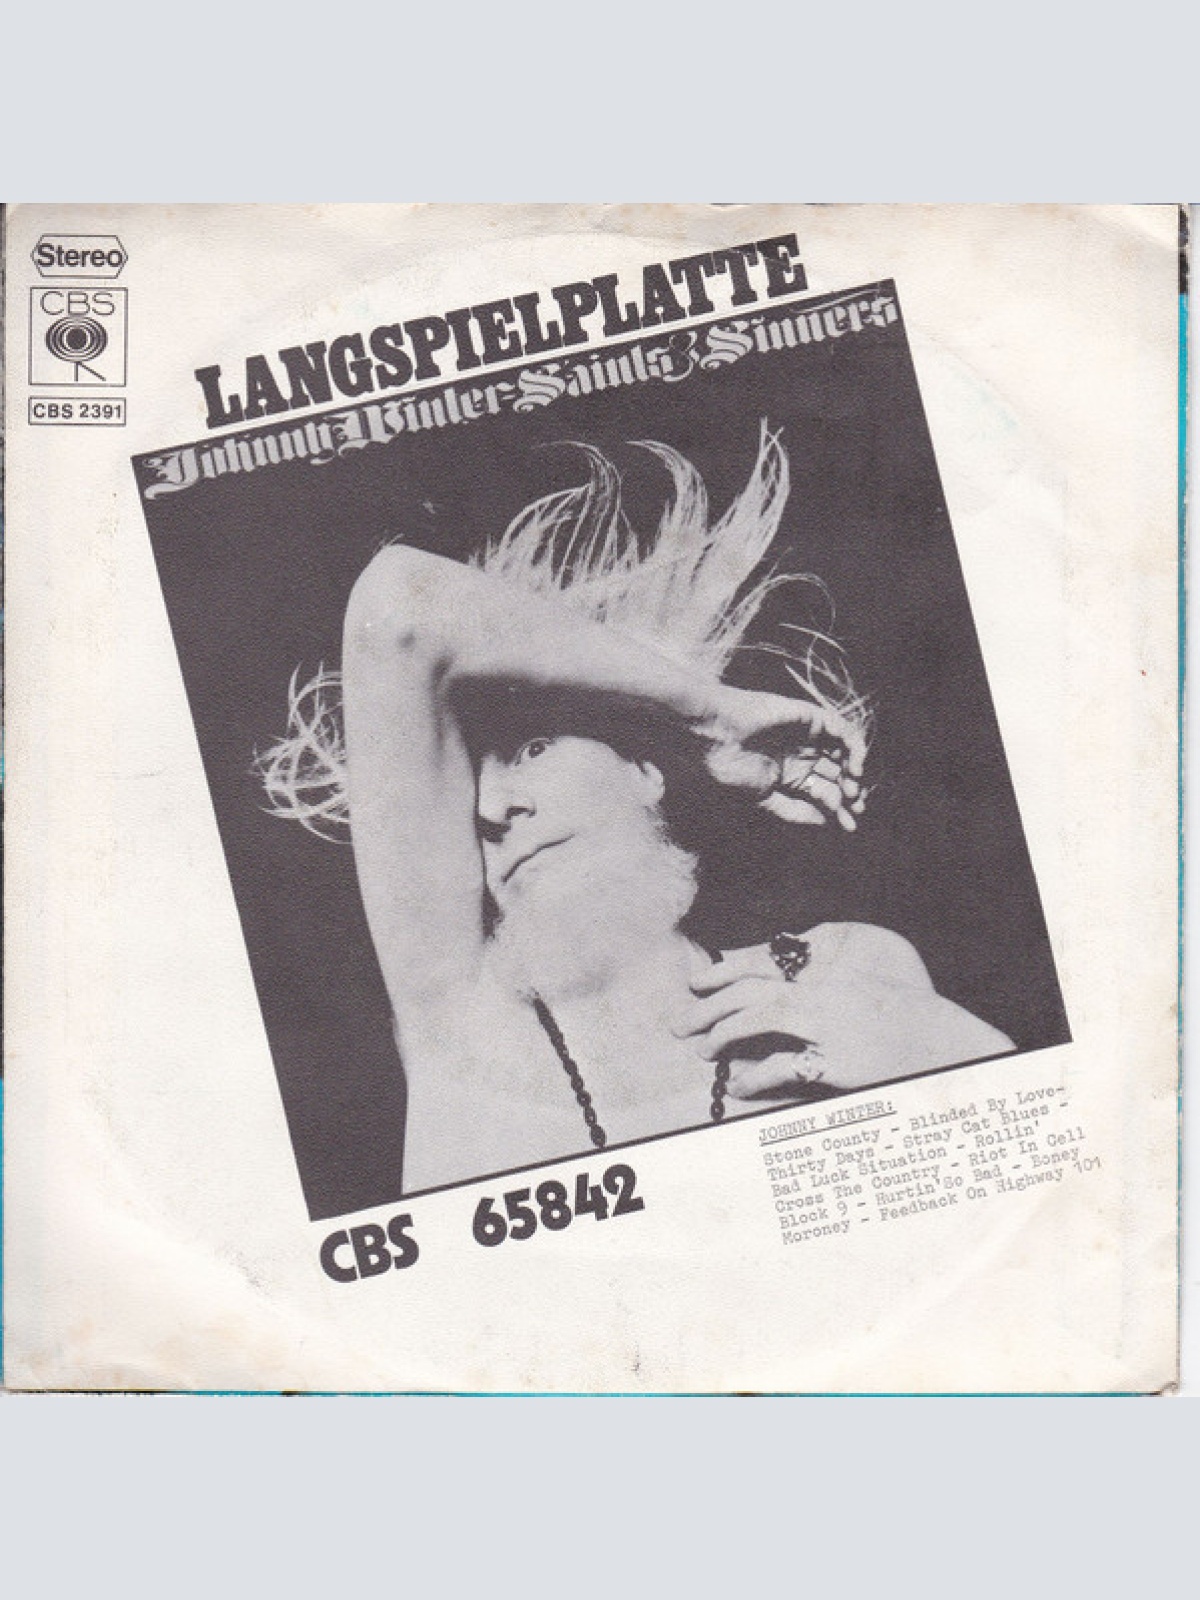 Stereo
CBS
CBS 2391
LANGSPIELPLATTE
Johnny Winter-Saints & Sinners
JOHNNY WINTER:
Stone County - Blinded By Love-
Thirty Days - Stray Cat Blues -
Bad Luck Situation - Rollin'
Cross The Country - Riot In Cell
Block 9 - Hurtin'So Bad - Boney
Moroney - Feedback On Highway 101
CBS 65842